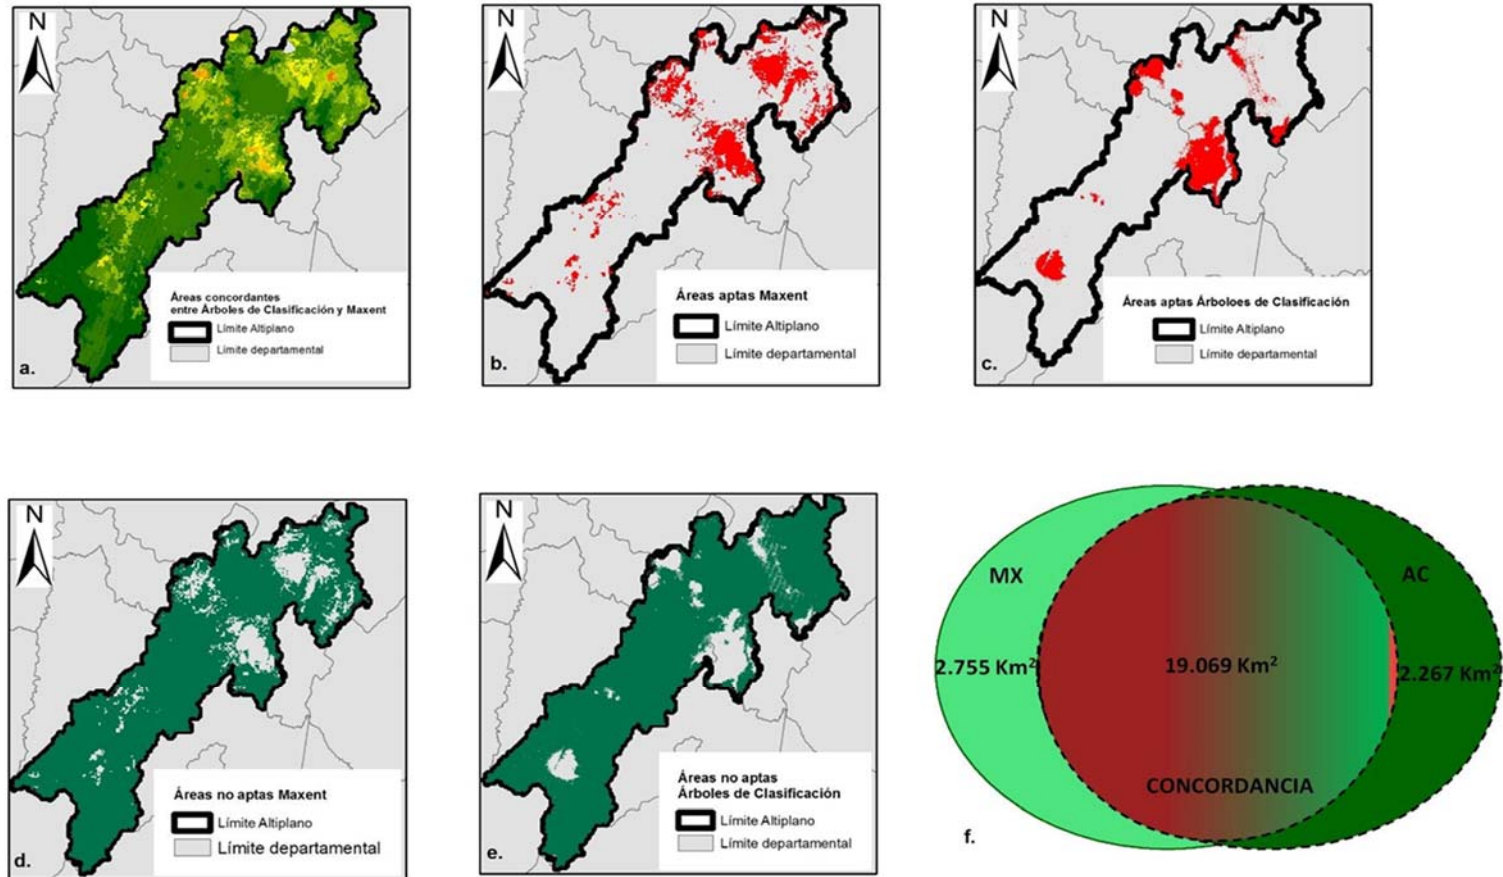 N
Áreas concordantes
entre Árboles de Clasificación y Maxent
Límite Altiplano
Límite departamental
a.
N
Áreas aptas Maxent
Límite Altiplano
Límite departamental
b.
N
Áreas aptas Árboloes de Clasificación
Límite Altiplano
Límite departamental
c.
N
Áreas no aptas Maxent
Límite Altiplano
Límite departamental
d.
N
Áreas no aptas
Árboles de Clasificación
Límite Altiplano
Límite departamental
e.
MX
AC
2.755 Km²
19.069 Km²
2.267 Km²
CONCORDANCIA
f.